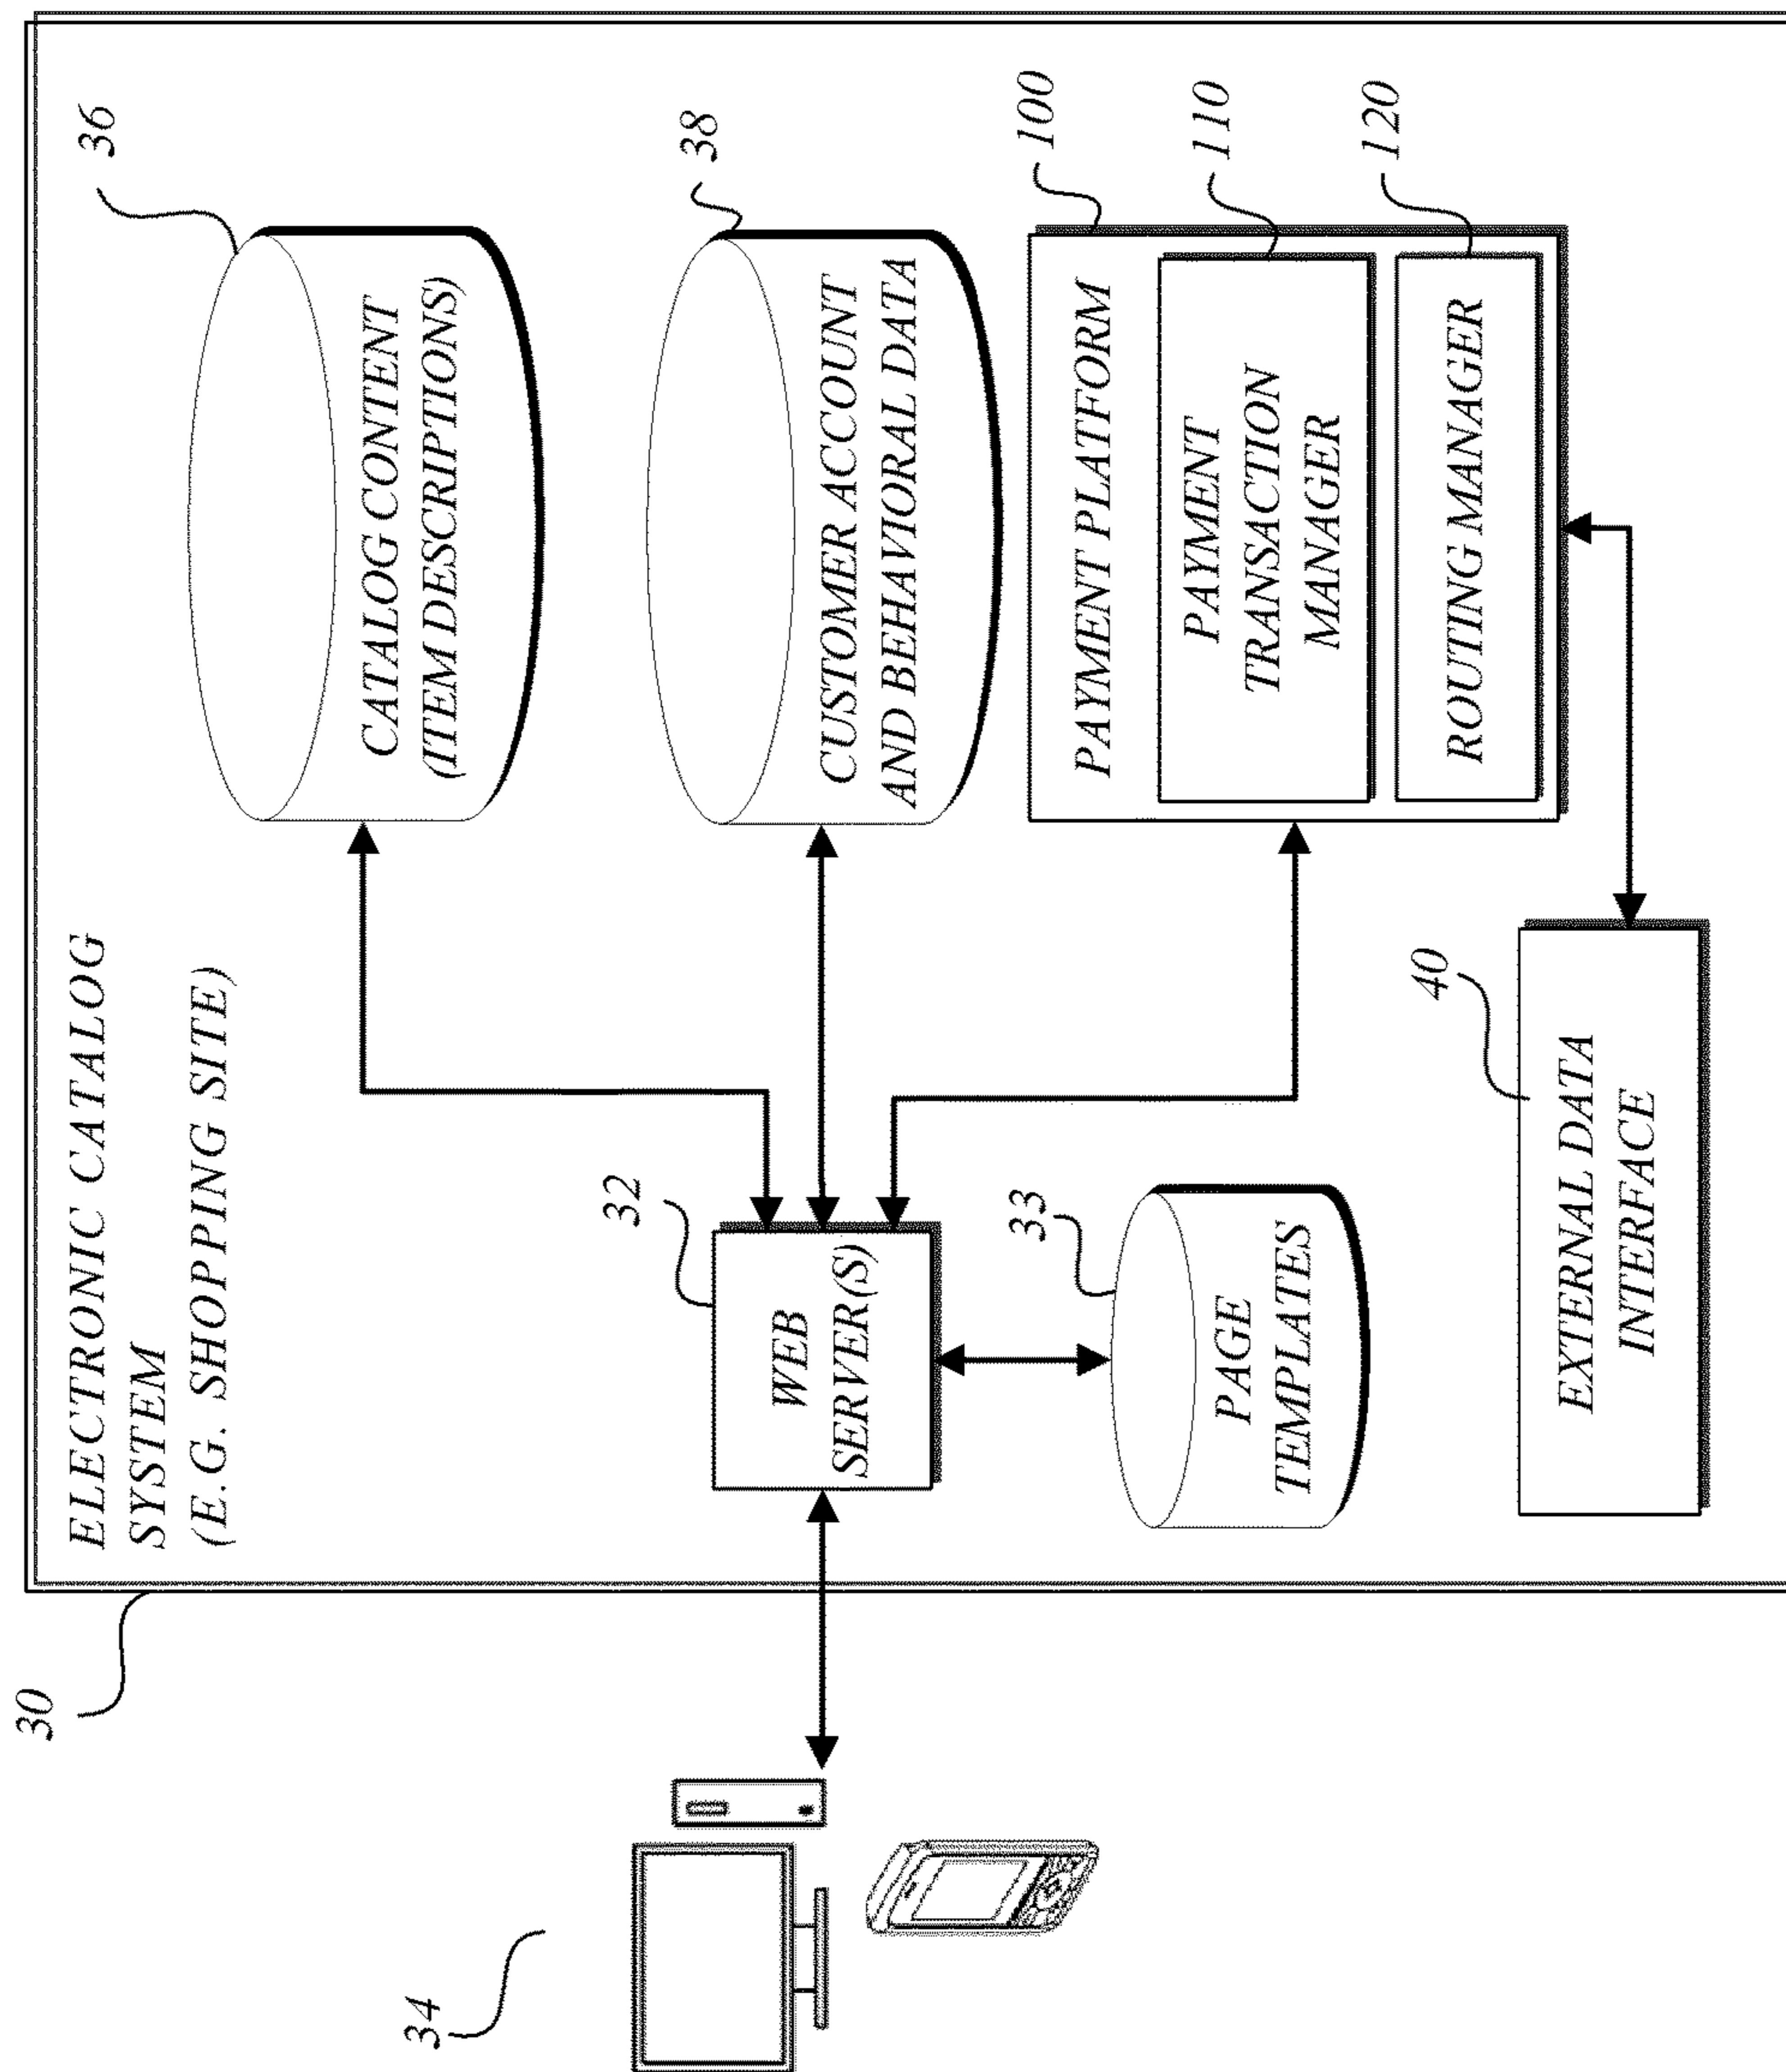 ELECTRONIC CATALOG
SYSTEM
(E.G. SHOPPING SITE)
30
34
32
WEB
SERVER(S)
33
PAGE
TEMPLATES
36
CATALOG CONTENT
(ITEM DESCRIPTIONS)
38
CUSTOMER ACCOUNT
AND BEHAVIORAL DATA
100
PAYMENT PLATFORM
110
PAYMENT
TRANSACTION
MANAGER
120
ROUTING MANAGER
40
EXTERNAL DATA
INTERFACE